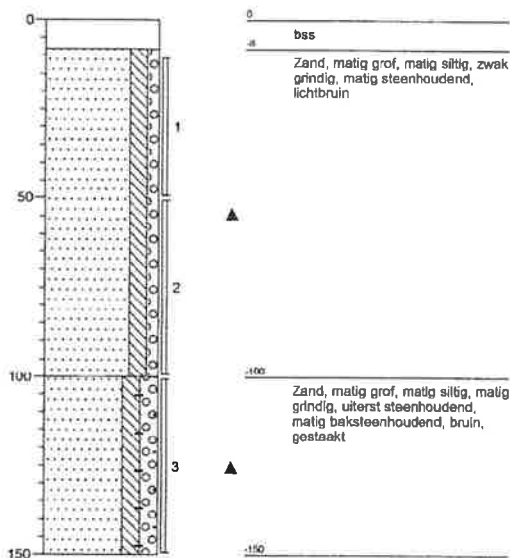 0
0
bss
-8
Zand, matig grof, matig siltig, zwak
grindig, matig steenhoudend,
lichtbruin
1
50
2
100
-100
Zand, matig grof, matig siltig, matig
grindig, uiterst steenhoudend,
matig baksteenhoudend, bruin,
gestaakt
3
150
-150